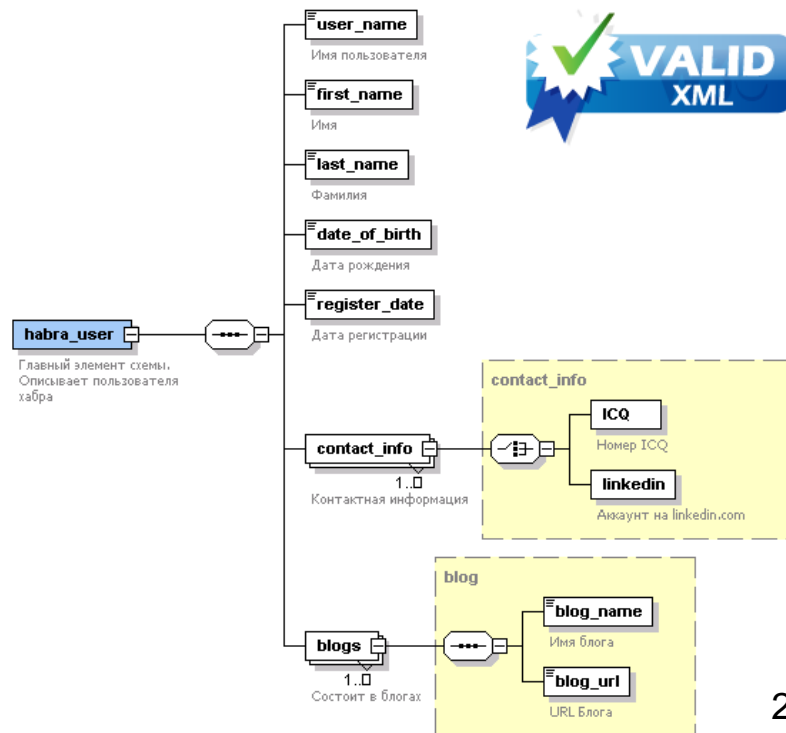 user_name
Имя пользователя
VALID
XML
first_name
Имя
last_name
Фамилия
date_of_birth
Дата рождения
register_date
Дата регистрации
habra_user
Главный элемент схемы.
Описывает пользователя
хабра
contact_info
ICQ
Номер ICQ
contact_info
1..□
Контактная информация
linkedin
Аккаунт на linkedin.com
blog
blog_name
Имя блога
blogs
1..□
Состоит в блогах
blog_url
URL Блога
2